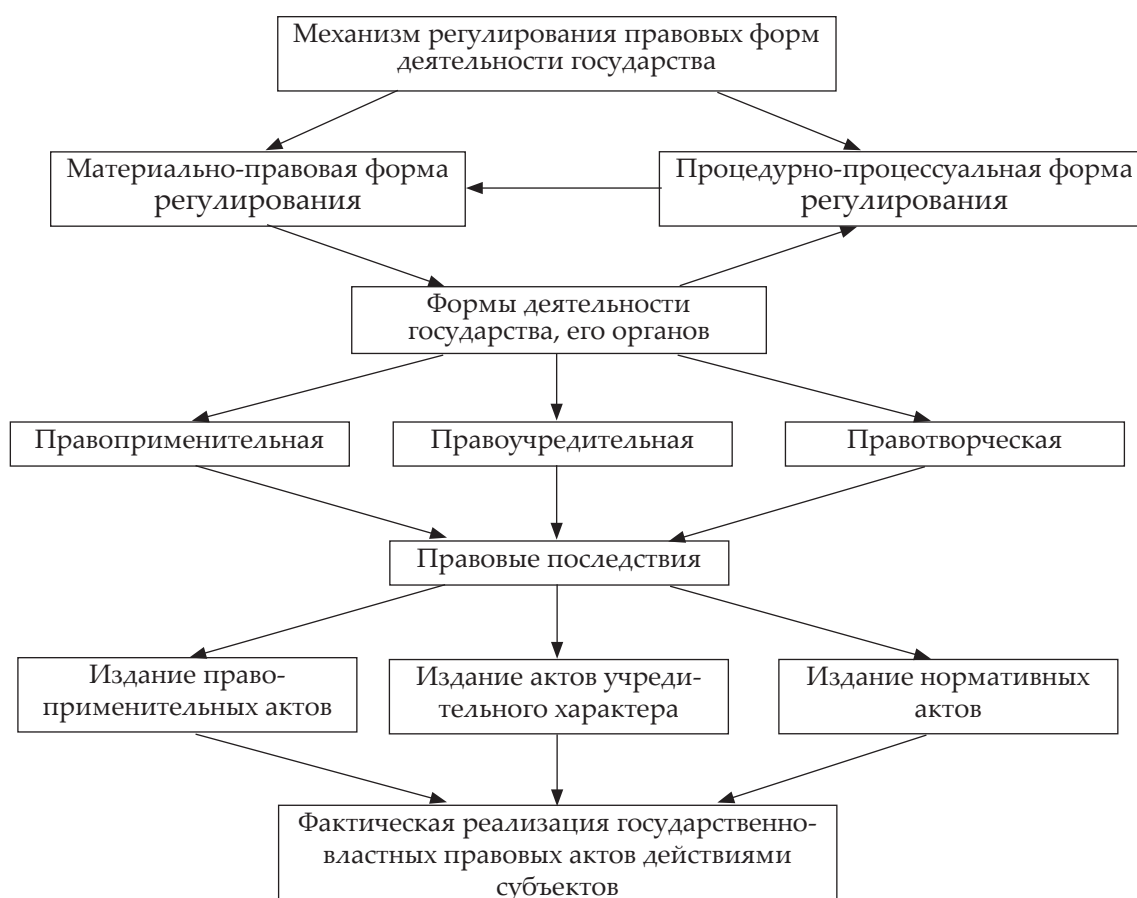 Механизм регулирования правовых форм
деятельности государства
Материально-правовая форма
регулирования
Процедурно-процессуальная форма
регулирования
Формы деятельности
государства, его органов
Правоприменительная
Правоучредительная
Правотворческая
Правовые последствия
Издание право-
применительных актов
Издание актов учреди-
тельного характера
Издание нормативных
актов
Фактическая реализация государственно-
властных правовых актов действиями
субъектов